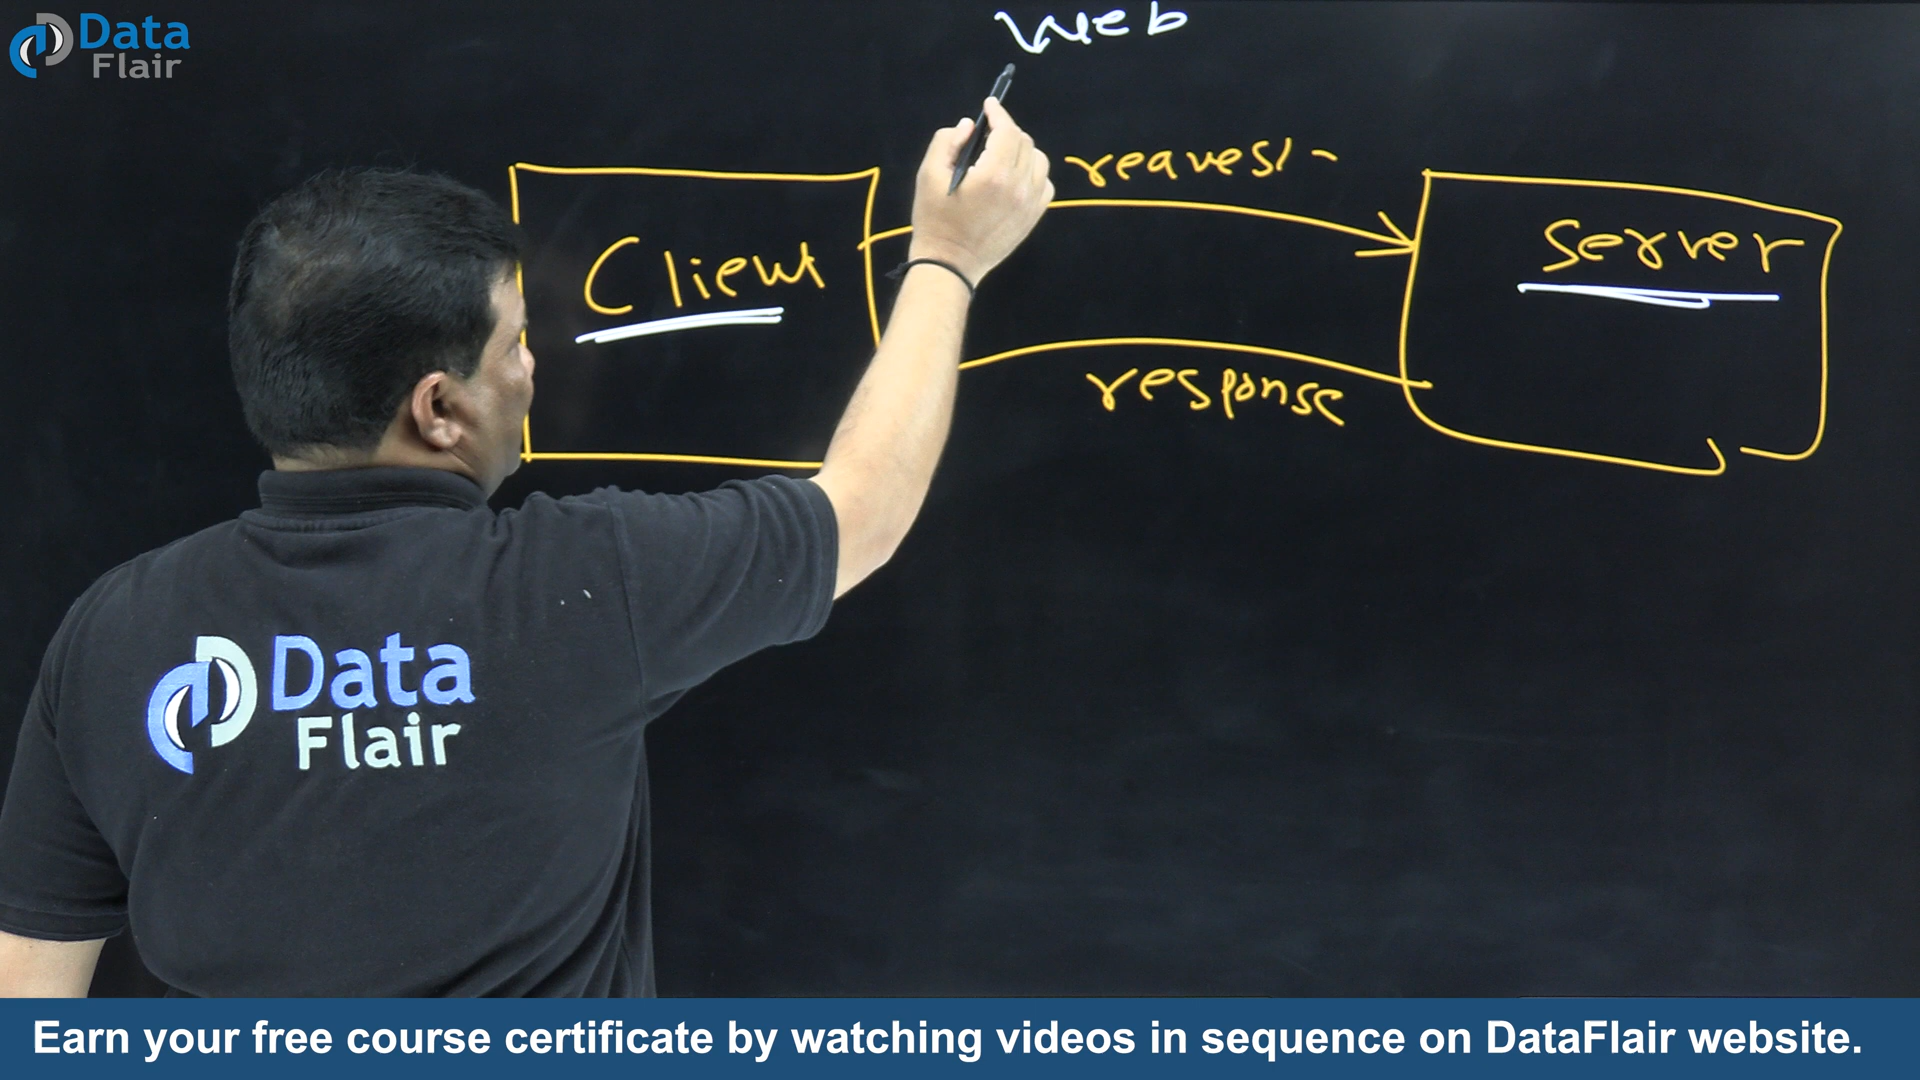 Data
Flair
Web
request
Client
Server
response
Data
Flair
Earn your free course certificate by watching videos in sequence on DataFlair website.